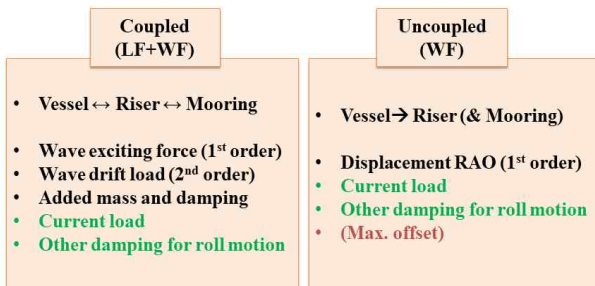 Coupled
(LF+WF)
• Vessel ↔ Riser ↔ Mooring
• Wave exciting force (1st order)
• Wave drift load (2nd order)
• Added mass and damping
• Current load
• Other damping for roll motion
Uncoupled
(WF)
• Vessel→ Riser (& Mooring)
• Displacement RAO (1st order)
• Current load
• Other damping for roll motion
• (Max. offset)